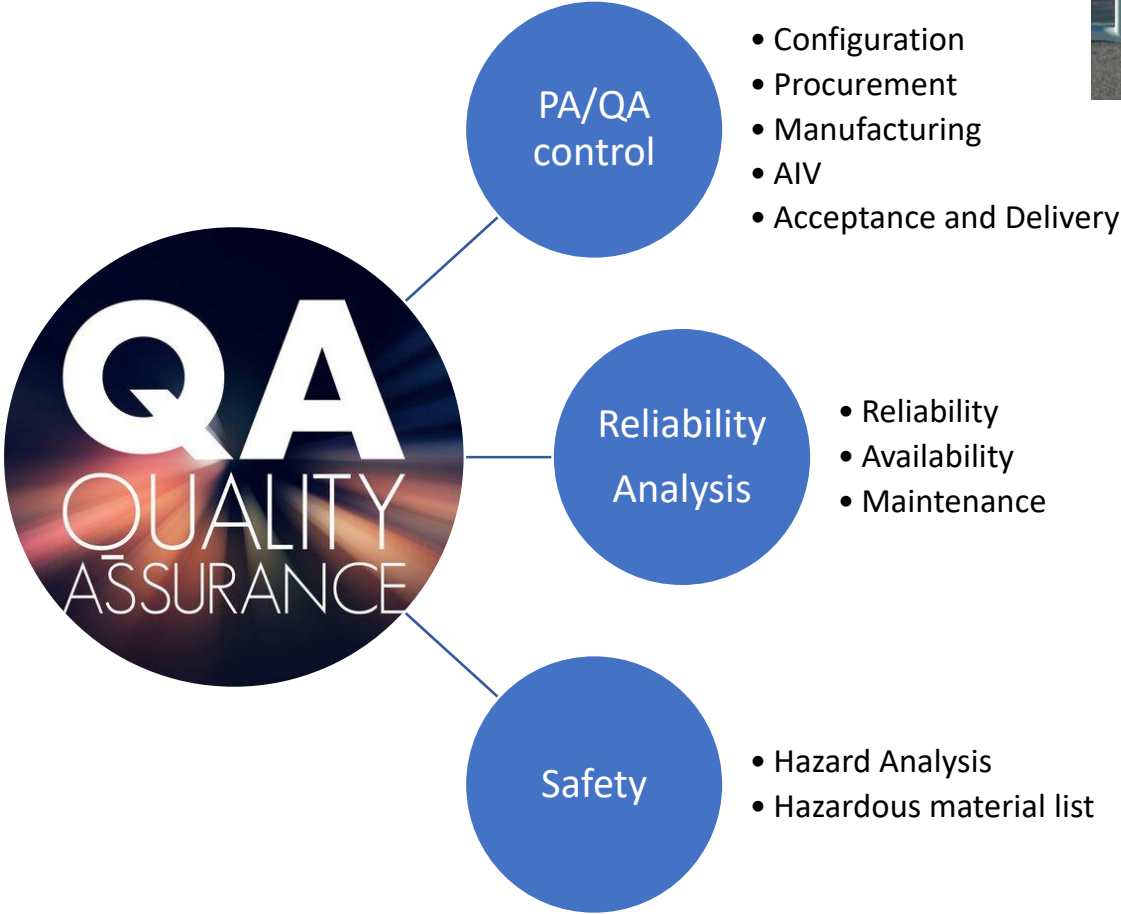 QA
QUALITY
ASSURANCE
PA/QA
control
• Configuration
• Procurement
• Manufacturing
• AIV
• Acceptance and Delivery
Reliability
Analysis
• Reliability
• Availability
• Maintenance
Safety
• Hazard Analysis
• Hazardous material list